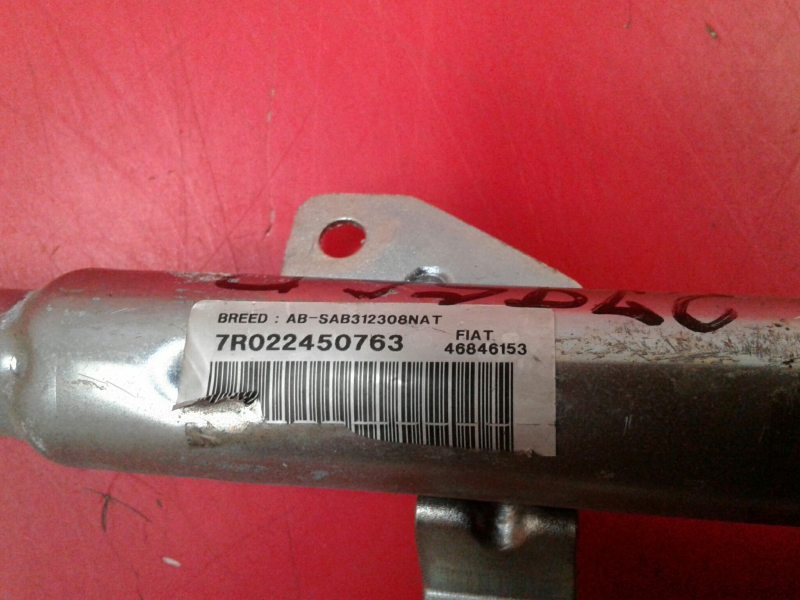 BREED : AB-SAB312308NAT
7R022450763
FIAT
46846153